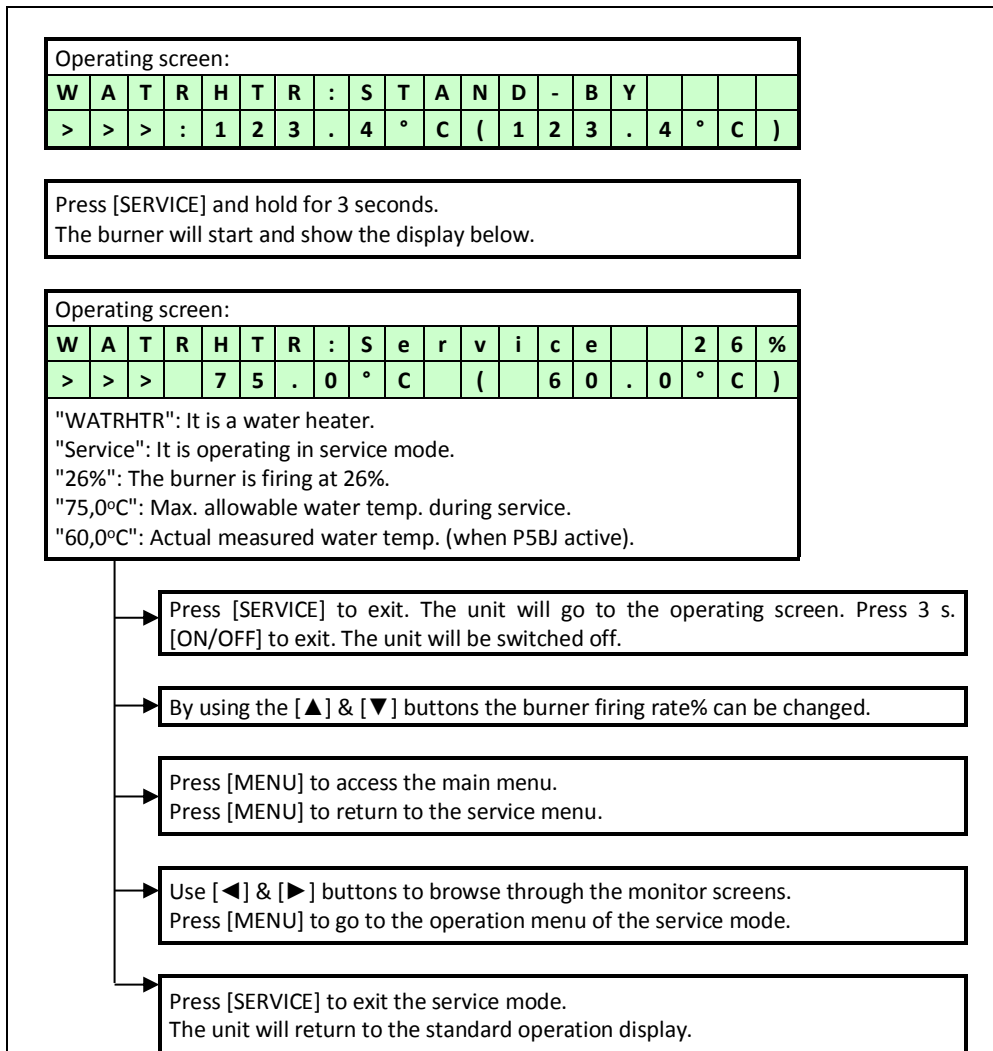 Operating screen:
WATRHTR:STAND-BY
>>>:123.4°C(123.4°C)
Press [SERVICE] and hold for 3 seconds.
The burner will start and show the display below.
Operating screen:
WATRHTR:Service  26%
>>> 75.0°C ( 60.0°C)
"WATRHTR": It is a water heater.
"Service": It is operating in service mode.
"26%": The burner is firing at 26%.
"75,0°C": Max. allowable water temp. during service.
"60,0°C": Actual measured water temp. (when P5BJ active).
Press [SERVICE] to exit. The unit will go to the operating screen. Press 3 s.
[ON/OFF] to exit. The unit will be switched off.
By using the [▲] & [▼] buttons the burner firing rate% can be changed.
Press [MENU] to access the main menu.
Press [MENU] to return to the service menu.
Use [◄] & [►] buttons to browse through the monitor screens.
Press [MENU] to go to the operation menu of the service mode.
Press [SERVICE] to exit the service mode.
The unit will return to the standard operation display.